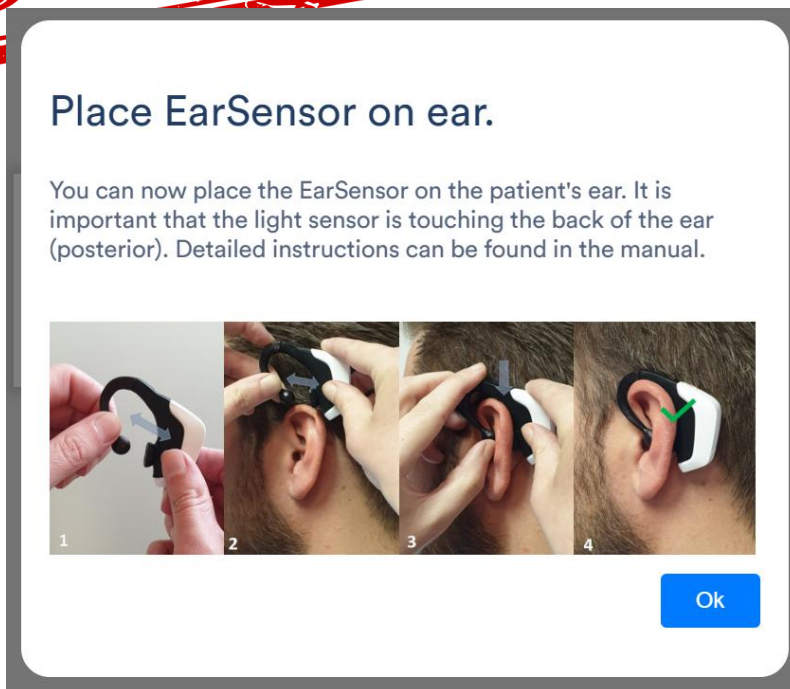 Place EarSensor on ear.
You can now place the EarSensor on the patient's ear. It is
important that the light sensor is touching the back of the ear
(posterior). Detailed instructions can be found in the manual.
1 2 3 4
Ok